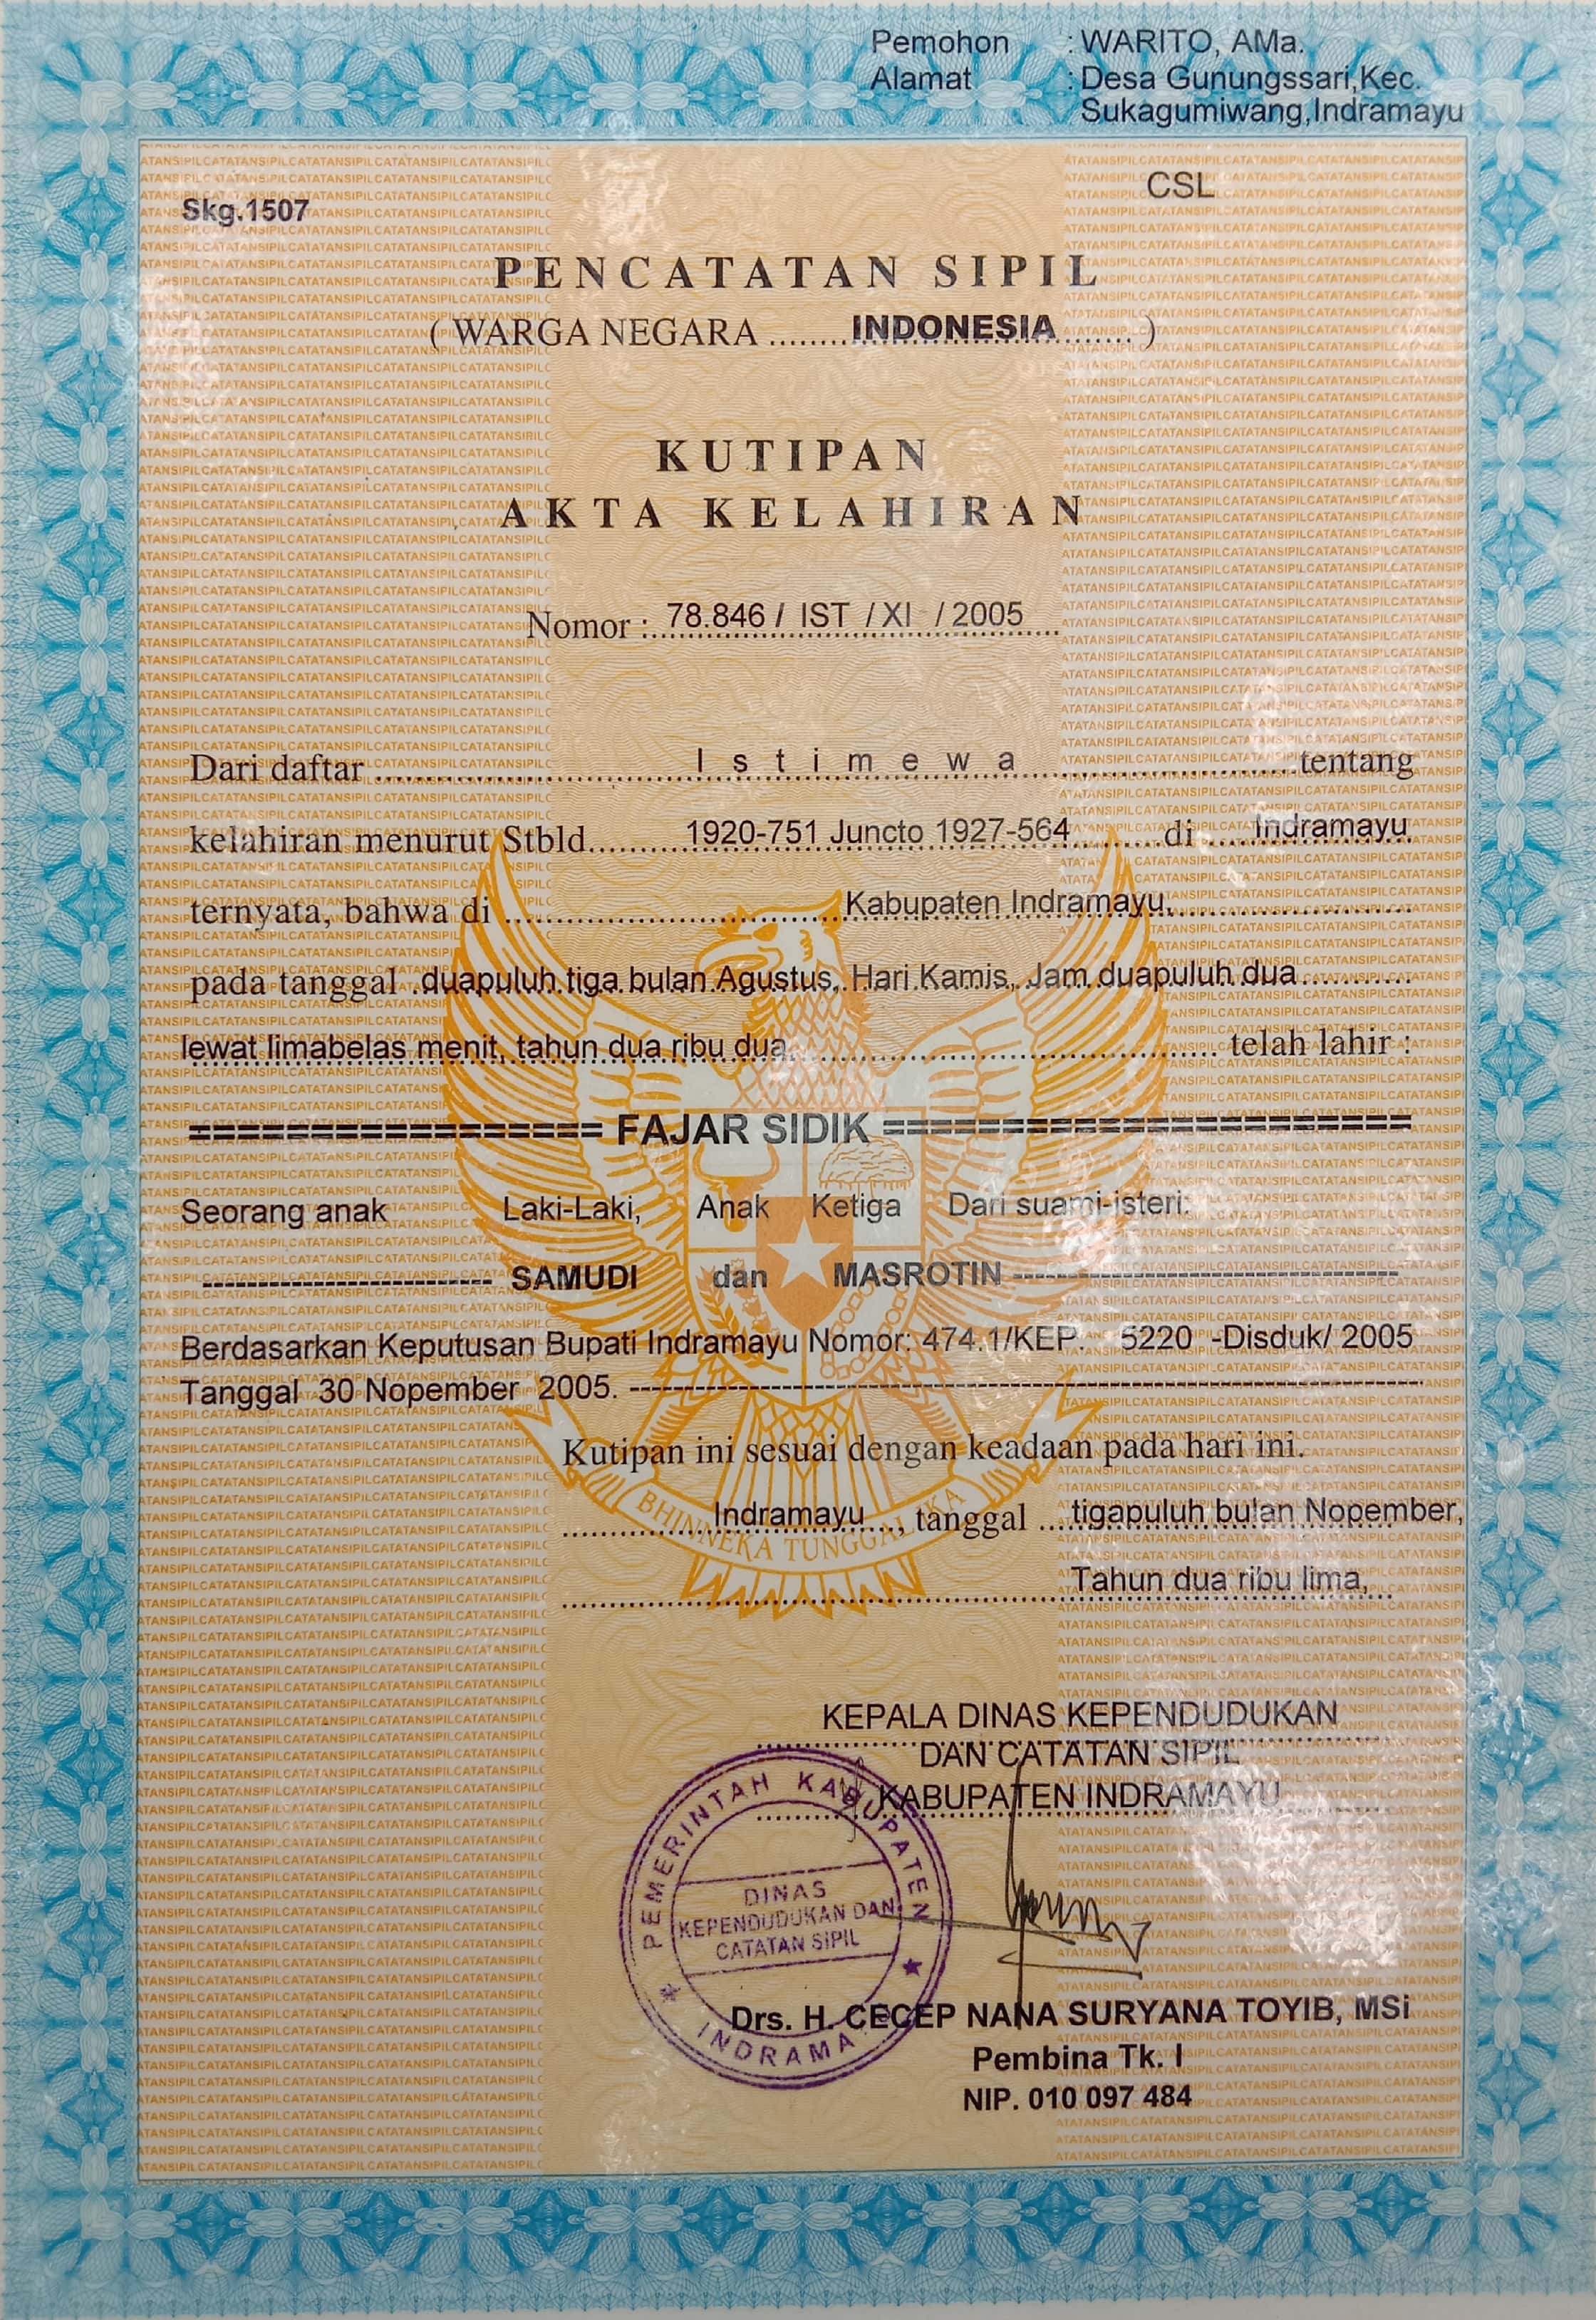 Pemohon : WARITO, AMa.
Alamat : Desa Gunungssari,Kec.
Sukagumiwang,Indramayu
CSL
Skg.1507
PENCATATAN SIPIL
( WARGA NEGARA ........INDONESIA........ )
KUTIPAN
AKTA KELAHIRAN
Nomor : 78.846 / IST / XI / 2005
Dari daftar ........ I s t i m e w a ........ tentang
kelahiran menurut Stbld........ 1920-751 Juncto 1927-564 ........ di .... Indramayu
ternyata, bahwa di ........ Kabupaten Indramayu, ........
pada tanggal .duapuluh tiga bulan Agustus, Hari Kamis, Jam duapuluh dua ........
lewat limabelas menit, tahun dua ribu dua ........ telah lahir :
================== FAJAR SIDIK =======================
Seorang anak Laki-Laki, Anak Ketiga Dari suami-isteri:
------------------------ SAMUDI dan MASROTIN --------------------------------
Berdasarkan Keputusan Bupati Indramayu Nomor: 474.1/KEP. 5220 -Disduk/ 2005
Tanggal 30 Nopember 2005. ----------------------------------------------------------------
Kutipan ini sesuai dengan keadaan pada hari ini.
........ Indramayu ...., tanggal ... tigapuluh bulan Nopember,
Tahun dua ribu lima,
BHINNEKA TUNGGAL IKA
KEPALA DINAS KEPENDUDUKAN
DAN CATATAN SIPIL
KABUPATEN INDRAMAYU
PEMERINTAH KABUPATEN
DINAS
KEPENDUDUKAN DAN
CATATAN SIPIL
INDRAMA
Drs. H. CECEP NANA SURYANA TOYIB, MSi
Pembina Tk. I
NIP. 010 097 484